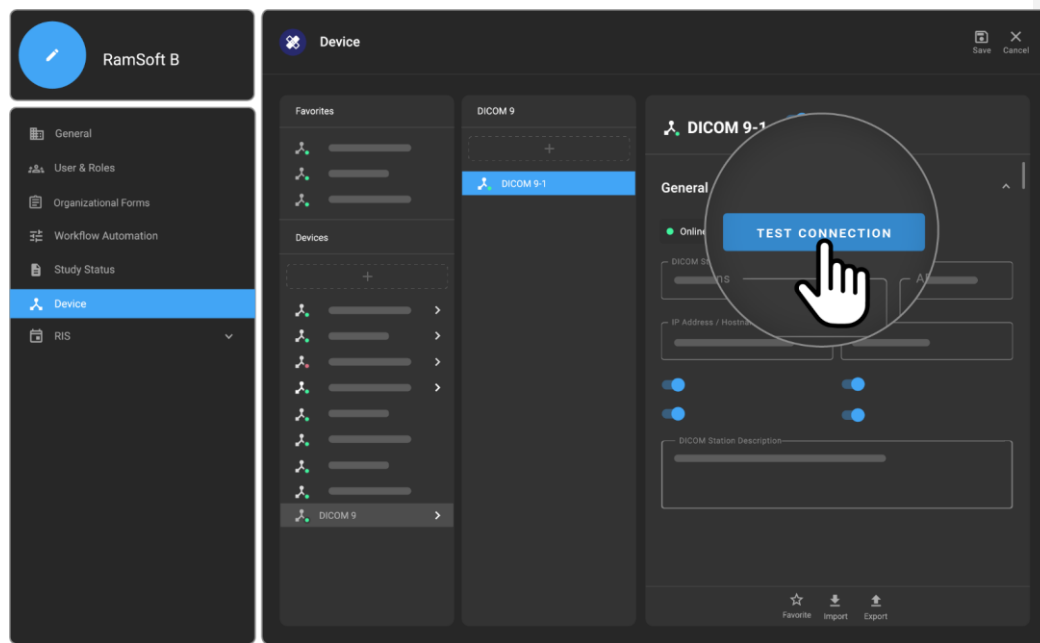 RamSoft B
General
User & Roles
Organizational Forms
Workflow Automation
Study Status
Device
RIS
Device
Save
Cancel
Favorites
Devices
DICOM 9
DICOM 9
DICOM 9-1
DICOM 9-1
General
Online
TEST CONNECTION
DICOM
IP Address /
DICOM Station Description
Favorite
Import
Export